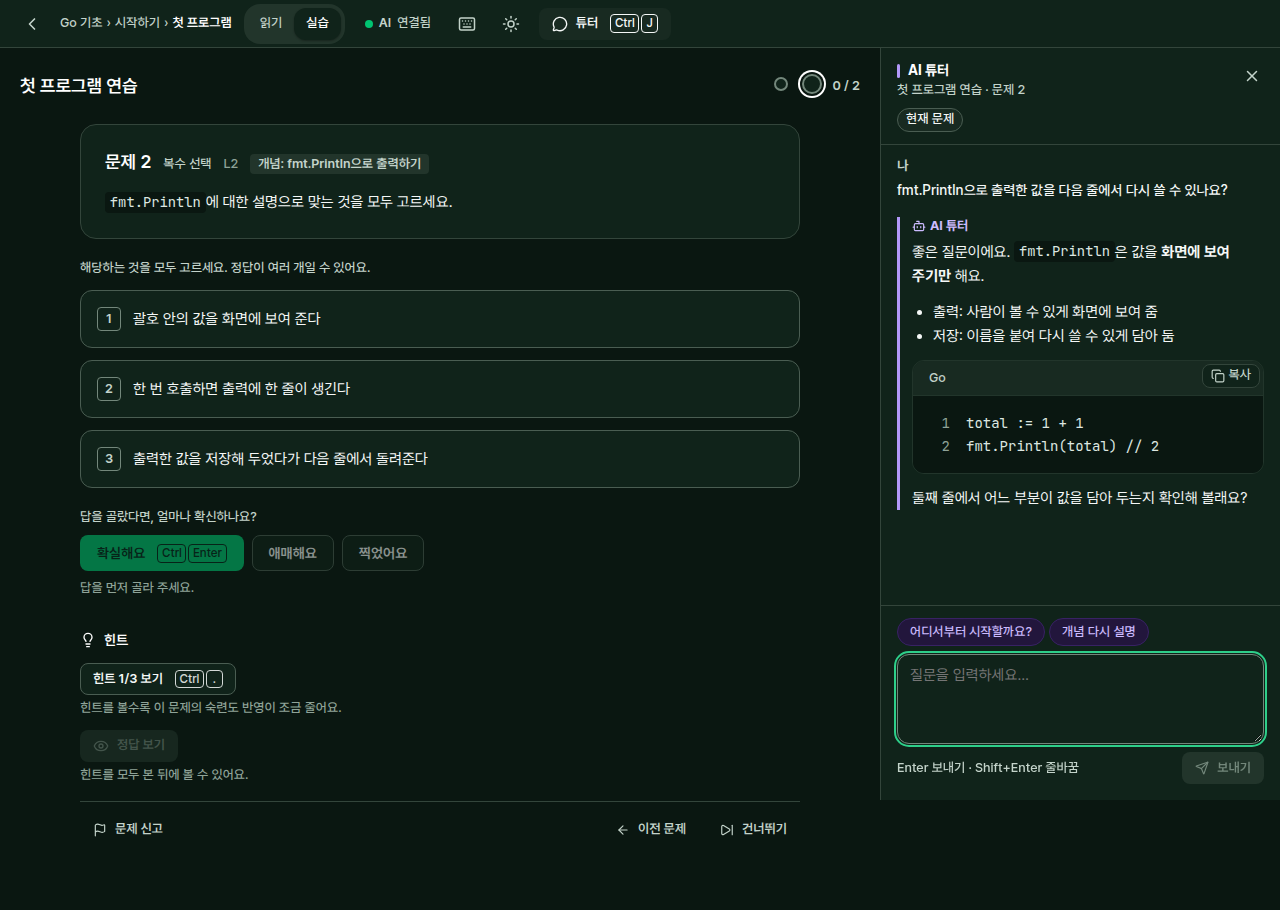 Go 기초 › 시작하기 › 첫 프로그램 읽기 실습 AI 연결됨 튜터 Ctrl J
첫 프로그램 연습
0 / 2
문제 2 복수 선택 L2 개념: fmt.Println으로 출력하기
fmt.Println에 대한 설명으로 맞는 것을 모두 고르세요.
해당하는 것을 모두 고르세요. 정답이 여러 개일 수 있어요.
1 괄호 안의 값을 화면에 보여 준다
2 한 번 호출하면 출력에 한 줄이 생긴다
3 출력한 값을 저장해 두었다가 다음 줄에서 돌려준다
답을 골랐다면, 얼마나 확신하나요?
확실해요 Ctrl Enter 애매해요 찍었어요
답을 먼저 골라 주세요.
힌트
힌트 1/3 보기 Ctrl .
힌트를 볼수록 이 문제의 숙련도 반영이 조금 줄어요.
정답 보기
힌트를 모두 본 뒤에 볼 수 있어요.
문제 신고 이전 문제 건너뛰기
AI 튜터
첫 프로그램 연습 · 문제 2
현재 문제
나
fmt.Println으로 출력한 값을 다음 줄에서 다시 쓸 수 있나요?
AI 튜터
좋은 질문이에요. fmt.Println은 값을 화면에 보여
주기만 해요.
• 출력: 사람이 볼 수 있게 화면에 보여 줌
• 저장: 이름을 붙여 다시 쓸 수 있게 담아 둠
Go 복사
1 total := 1 + 1
2 fmt.Println(total) // 2
둘째 줄에서 어느 부분이 값을 담아 두는지 확인해 볼래요?
어디서부터 시작할까요? 개념 다시 설명
질문을 입력하세요...
Enter 보내기 · Shift+Enter 줄바꿈 보내기